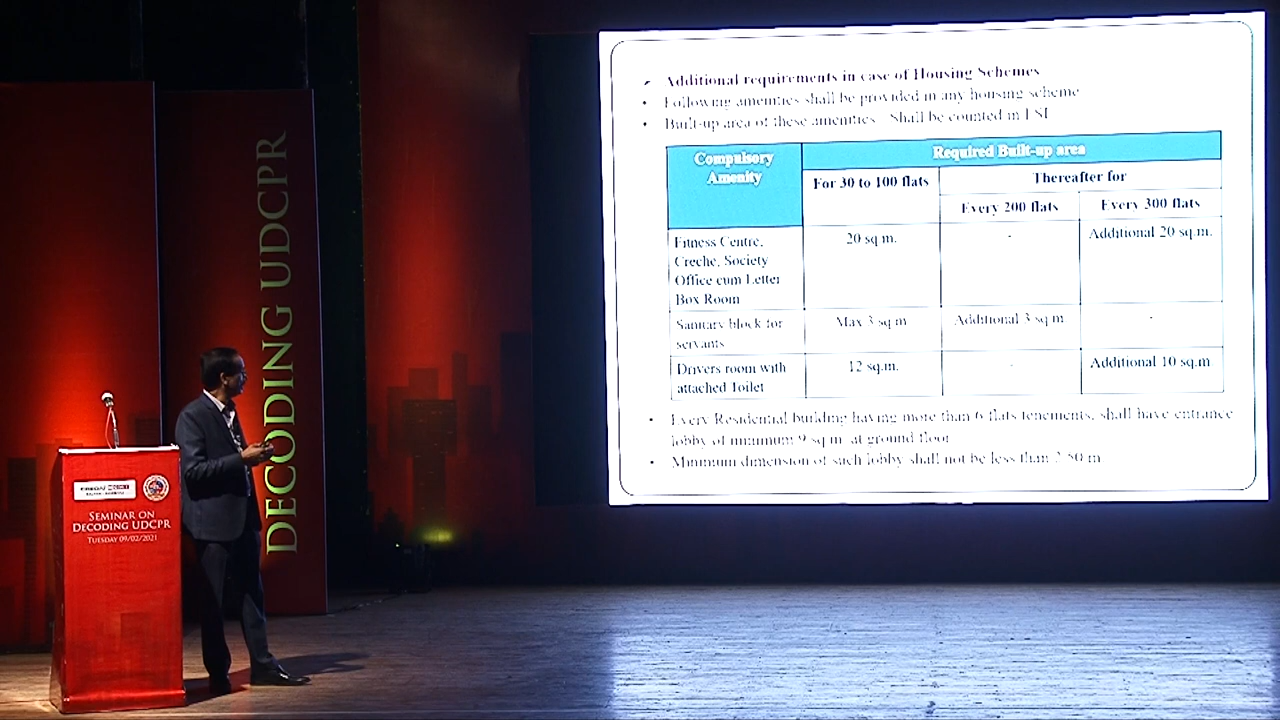 DECODING UDCPR
SEMINAR ON
DECODING UDCPR
TUESDAY 09/02/2021
Additional requirements in case of Housing Schemes
Following amenities shall be provided in any housing scheme
Built-up area of these amenities - Shall be counted in FSI
Compulsory Amenity
Required Built-up area
For 30 to 100 flats
Thereafter for
Every 200 flats
Every 300 flats
Fitness Centre, 20 sq.m. - Additional 20 sq.m.
Creche, Society
Office cum Letter
Box Room
Sanitary block for Max 3 sq.m Additional 3 sq.m -
servants
Drivers room with 12 sq.m. - Additional 10 sq.m
attached Toilet
Every Residential building having more than 6 flats tenements, shall have entrance
lobby of minimum 9 sq.m. at ground floor
Minimum dimension of such lobby shall not be less than 2.50 m